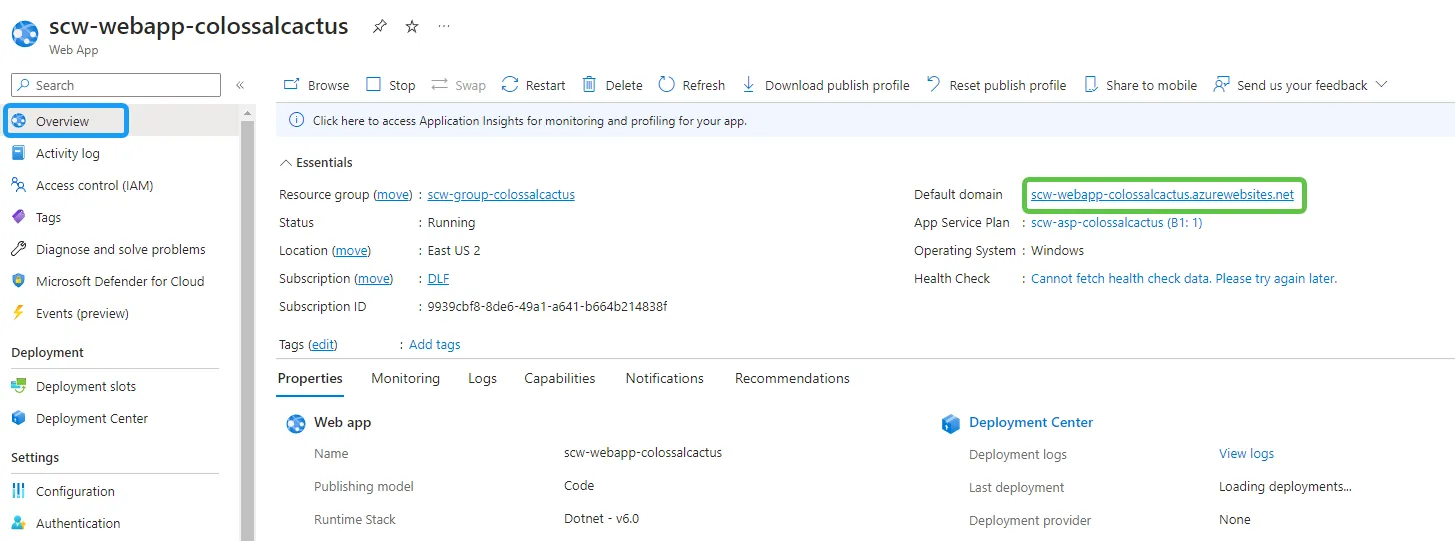 scw-webapp-colossalcactus
Web App
Search
«
Browse Stop Swap Restart Delete Refresh Download publish profile Reset publish profile Share to mobile Send us your feedback
Overview
Activity log
Access control (IAM)
Tags
Diagnose and solve problems
Microsoft Defender for Cloud
Events (preview)
Deployment
Deployment slots
Deployment Center
Settings
Configuration
Authentication
Click here to access Application Insights for monitoring and profiling for your app.
Essentials
Resource group (move) : scw-group-colossalcactus
Status : Running
Location (move) : East US 2
Subscription (move) : DLF
Subscription ID : 9939cbf8-8de6-49a1-a641-b664b214838f
Default domain : scw-webapp-colossalcactus.azurewebsites.net
App Service Plan : scw-asp-colossalcactus (B1: 1)
Operating System : Windows
Health Check : Cannot fetch health check data. Please try again later.
Tags (edit) : Add tags
Properties Monitoring Logs Capabilities Notifications Recommendations
Web app
Name scw-webapp-colossalcactus
Publishing model Code
Runtime Stack Dotnet - v6.0
Deployment Center
Deployment logs View logs
Last deployment Loading deployments...
Deployment provider None